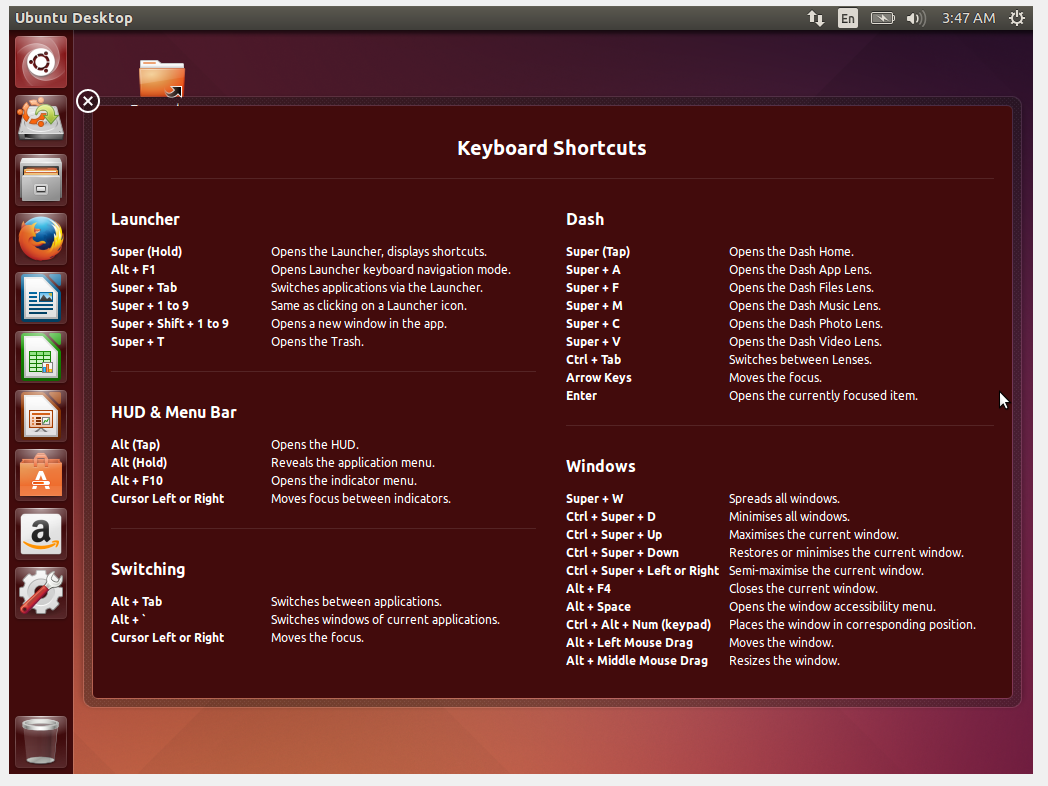 Ubuntu Desktop
En
3:47 AM
Keyboard Shortcuts
Launcher
Super (Hold) Opens the Launcher, displays shortcuts.
Alt + F1 Opens Launcher keyboard navigation mode.
Super + Tab Switches applications via the Launcher.
Super + 1 to 9 Same as clicking on a Launcher icon.
Super + Shift + 1 to 9 Opens a new window in the app.
Super + T Opens the Trash.
HUD & Menu Bar
Alt (Tap) Opens the HUD.
Alt (Hold) Reveals the application menu.
Alt + F10 Opens the indicator menu.
Cursor Left or Right Moves focus between indicators.
Switching
Alt + Tab Switches between applications.
Alt + ` Switches windows of current applications.
Cursor Left or Right Moves the focus.
Dash
Super (Tap) Opens the Dash Home.
Super + A Opens the Dash App Lens.
Super + F Opens the Dash Files Lens.
Super + M Opens the Dash Music Lens.
Super + C Opens the Dash Photo Lens.
Super + V Opens the Dash Video Lens.
Ctrl + Tab Switches between Lenses.
Arrow Keys Moves the focus.
Enter Opens the currently focused item.
Windows
Super + W Spreads all windows.
Ctrl + Super + D Minimises all windows.
Ctrl + Super + Up Maximises the current window.
Ctrl + Super + Down Restores or minimises the current window.
Ctrl + Super + Left or Right Semi-maximise the current window.
Alt + F4 Closes the current window.
Alt + Space Opens the window accessibility menu.
Ctrl + Alt + Num (keypad) Places the window in corresponding position.
Alt + Left Mouse Drag Moves the window.
Alt + Middle Mouse Drag Resizes the window.